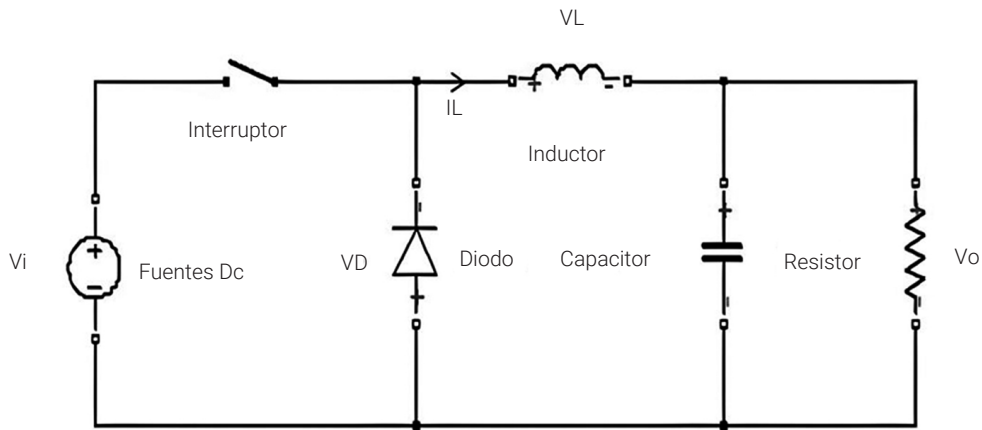 VL
IL
Interruptor
Inductor
Vi
Fuentes Dc
VD
Diodo
Capacitor
Resistor
Vo